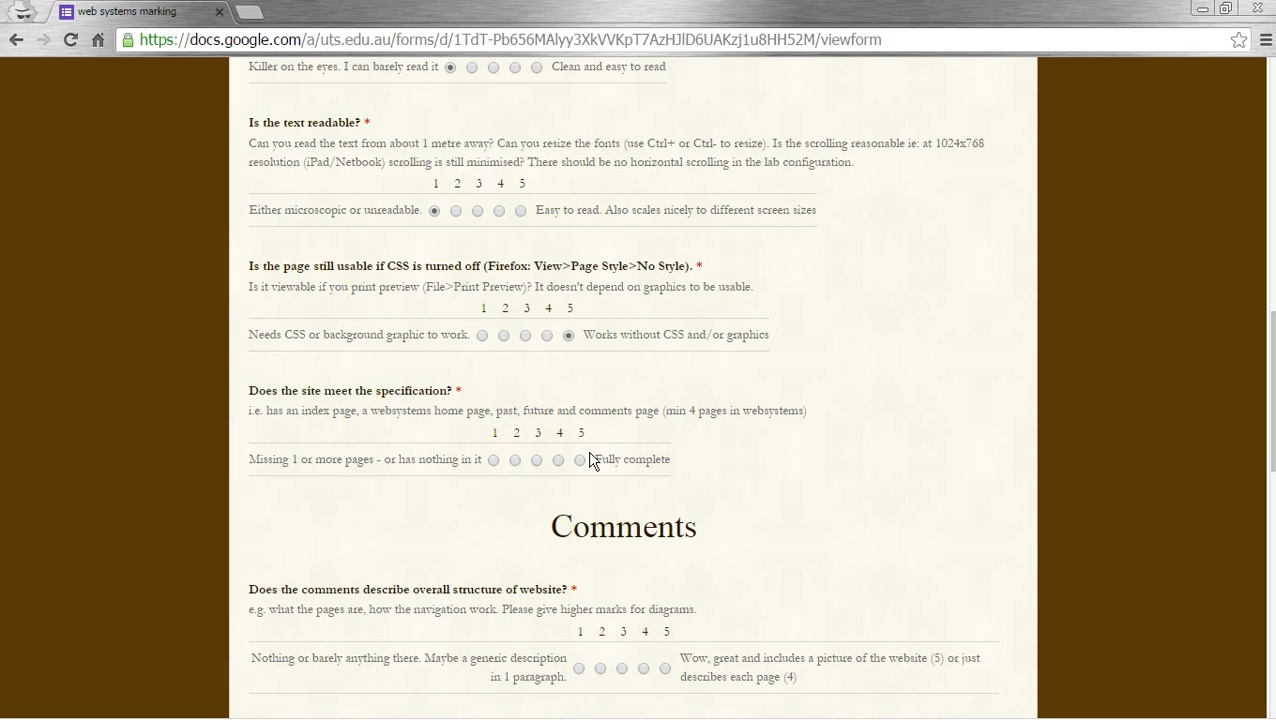 web systems marking
https://docs.google.com/a/uts.edu.au/forms/d/1TdT-Pb656MAlyy3XkVVKpT7AzHJlD6UAKzj1u8HH52M/viewform
Killer on the eyes. I can barely read it Clean and easy to read
Is the text readable? *
Can you read the text from about 1 metre away? Can you resize the fonts (use Ctrl+ or Ctrl- to resize). Is the scrolling reasonable ie: at 1024x768
resolution (iPad/Netbook) scrolling is still minimised? There should be no horizontal scrolling in the lab configuration.
1 2 3 4 5
Either microscopic or unreadable. Easy to read. Also scales nicely to different screen sizes
Is the page still usable if CSS is turned off (Firefox: View>Page Style>No Style). *
Is it viewable if you print preview (File>Print Preview)? It doesn't depend on graphics to be usable.
1 2 3 4 5
Needs CSS or background graphic to work. Works without CSS and/or graphics
Does the site meet the specification? *
i.e. has an index page, a websystems home page, past, future and comments page (min 4 pages in websystems)
1 2 3 4 5
Missing 1 or more pages - or has nothing in it Fully complete
Comments
Does the comments describe overall structure of website? *
e.g. what the pages are, how the navigation work. Please give higher marks for diagrams.
1 2 3 4 5
Nothing or barely anything there. Maybe a generic description
in 1 paragraph.
Wow, great and includes a picture of the website (5) or just
describes each page (4)